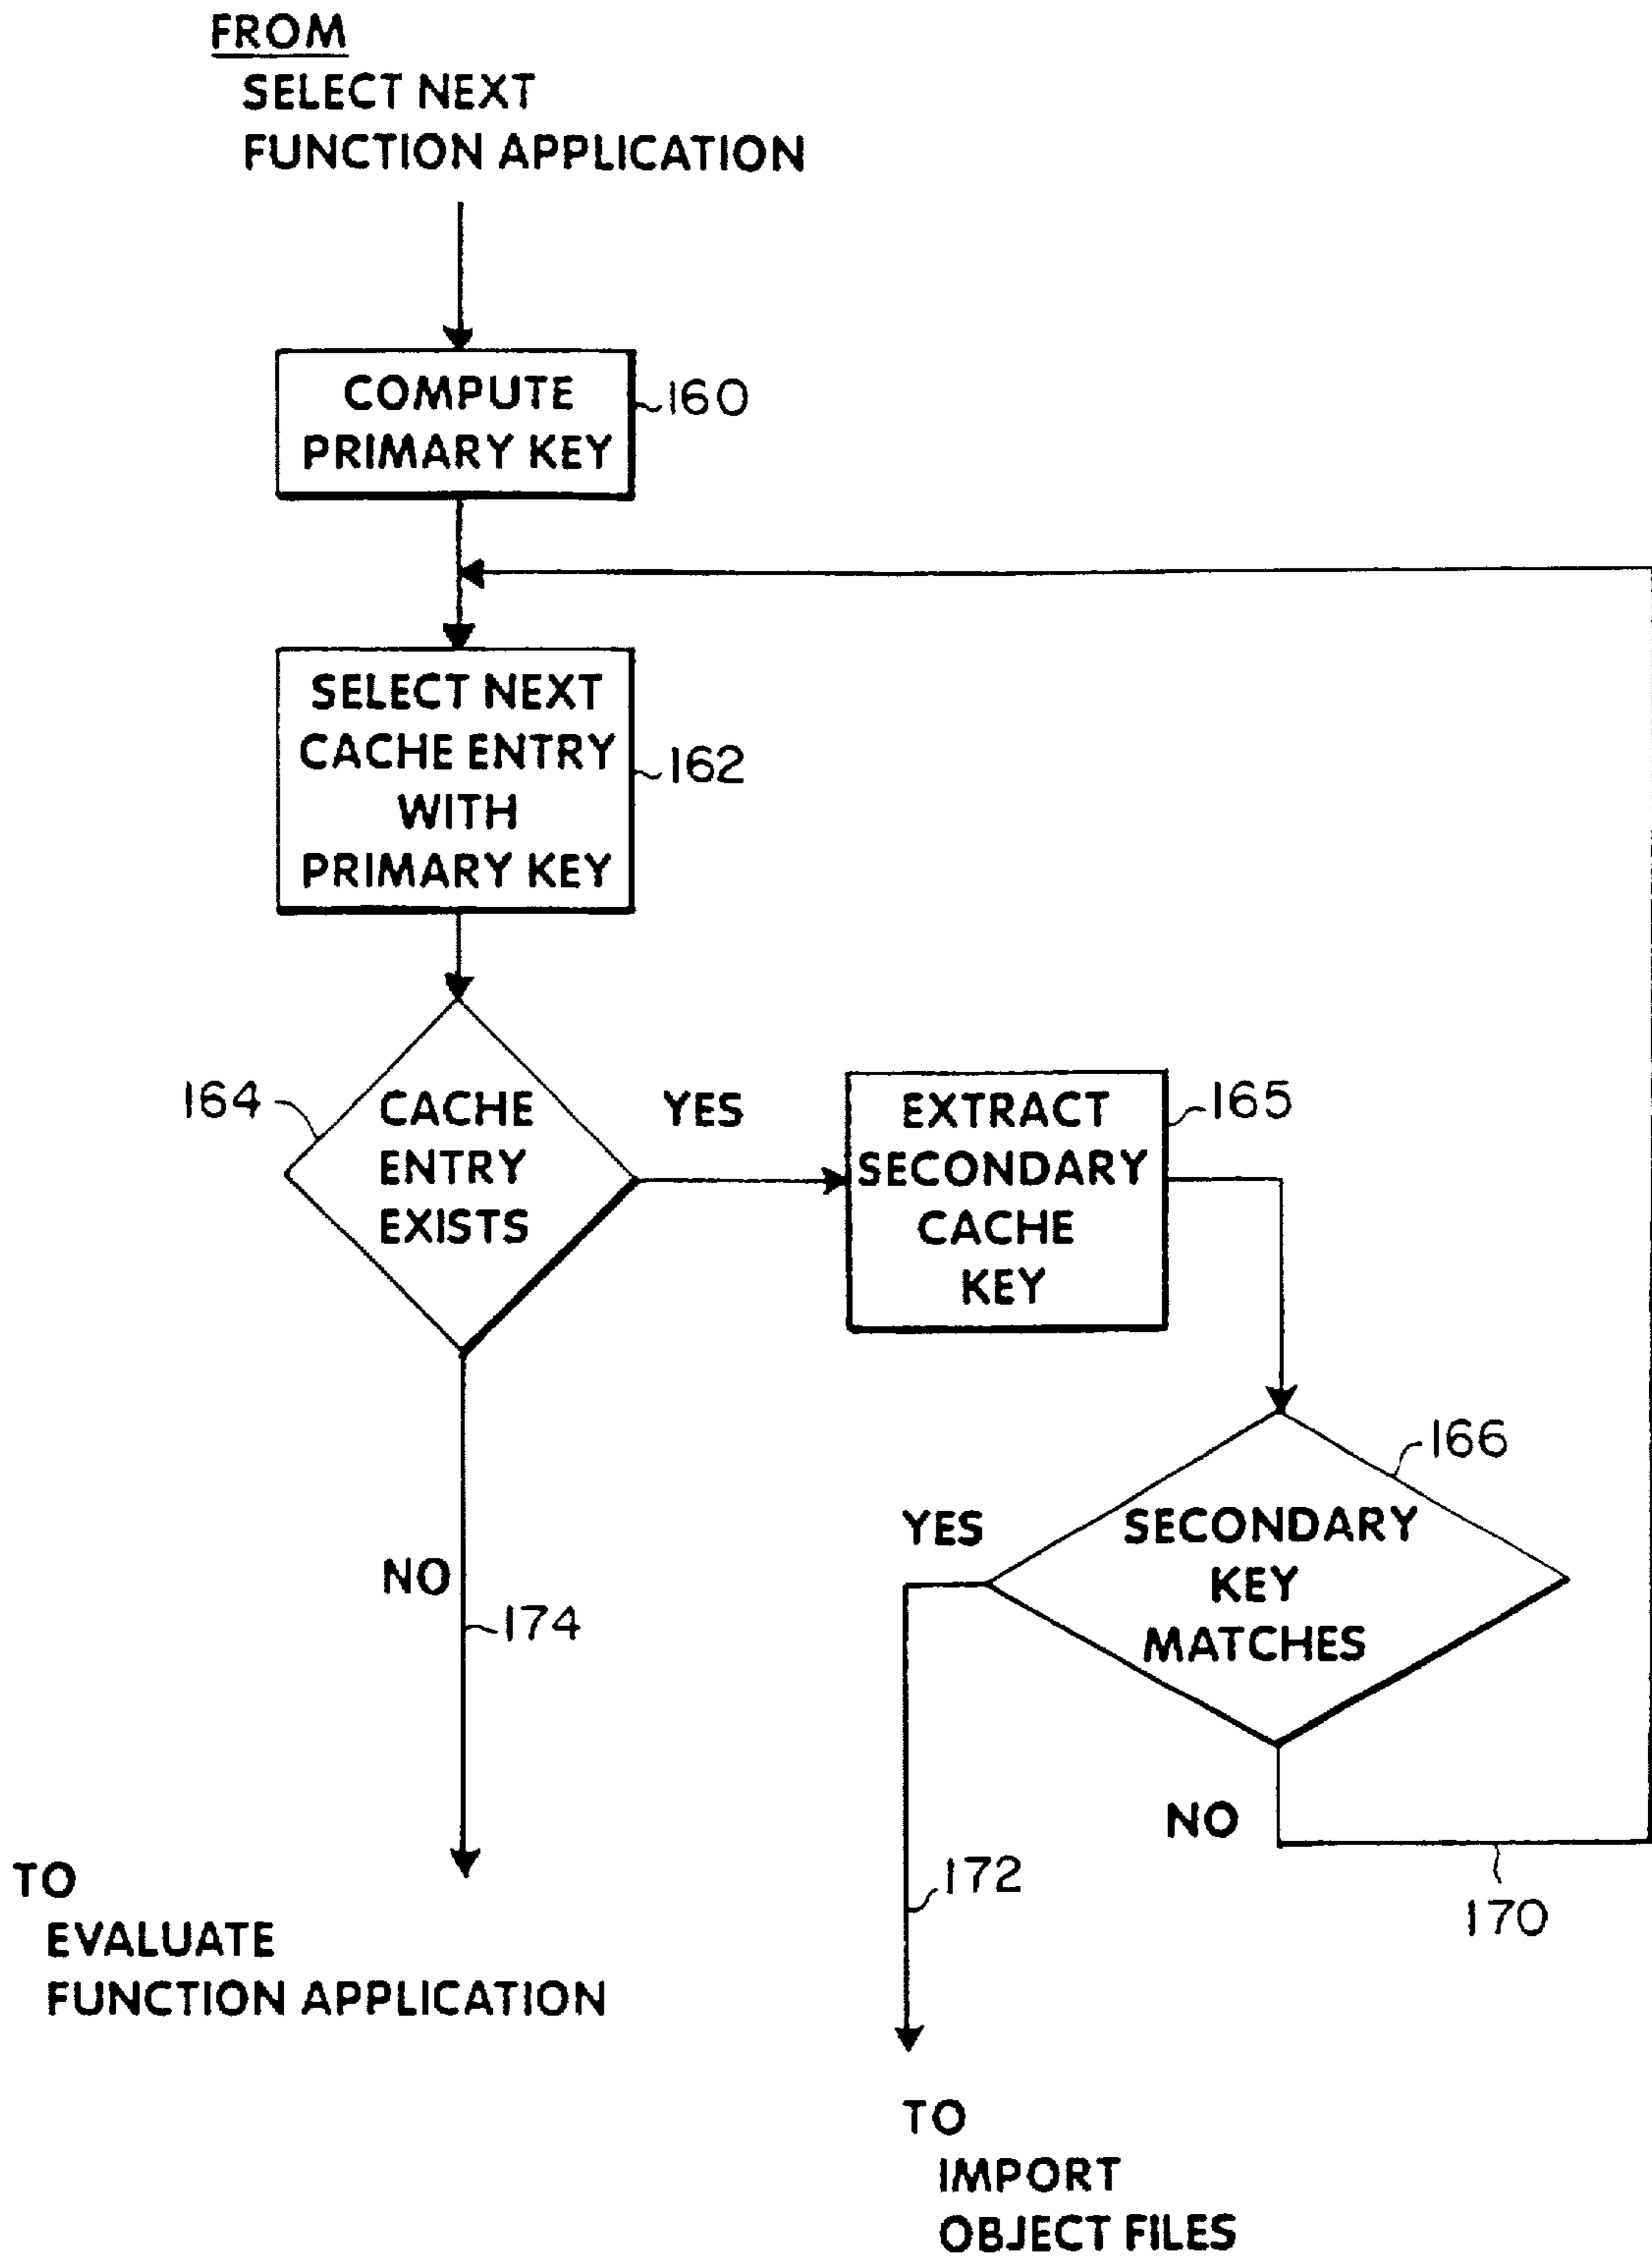 FROM
SELECT NEXT
FUNCTION APPLICATION
COMPUTE
PRIMARY KEY
160
SELECT NEXT
CACHE ENTRY
WITH
PRIMARY KEY
162
164
CACHE
ENTRY
EXISTS
YES
EXTRACT
SECONDARY
CACHE
KEY
165
166
YES
SECONDARY
KEY
MATCHES
NO
174
NO
170
172
TO
EVALUATE
FUNCTION APPLICATION
TO
IMPORT
OBJECT FILES